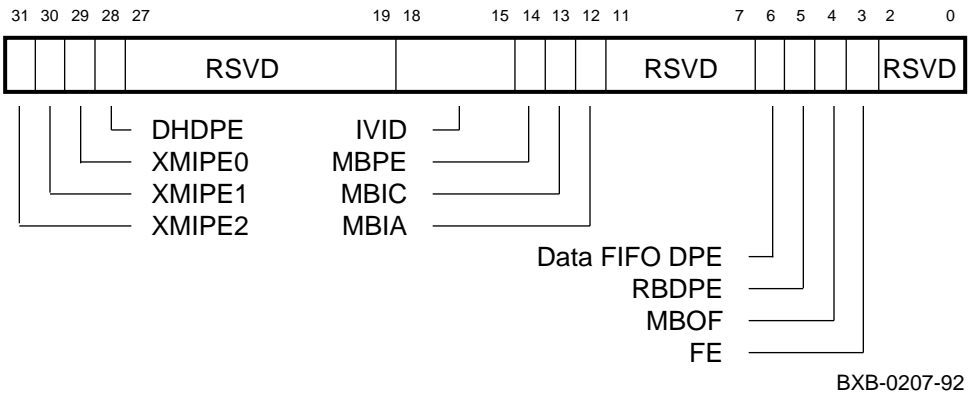 31 30 29 28 27 19 18 15 14 13 12 11 7 6 5 4 3 2 0
RSVD RSVD RSVD
DHDPE IVID
XMIPE0 MBPE
XMIPE1 MBIC
XMIPE2 MBIA
Data FIFO DPE
RBDPE
MBOF
FE
BXB-0207-92